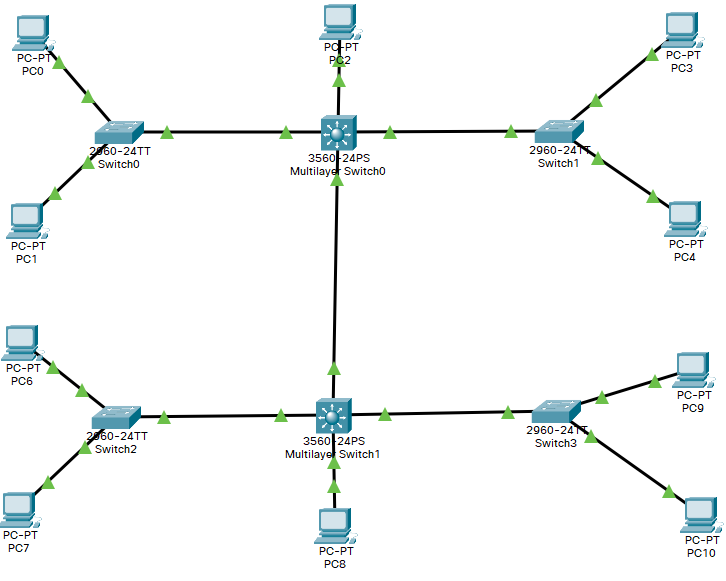 PC-PT
PC0
PC-PT
PC2
PC-PT
PC3
2960-24TT
Switch0
3560-24PS
Multilayer Switch0
2960-24TT
Switch1
PC-PT
PC1
PC-PT
PC4
PC-PT
PC6
2960-24TT
Switch2
3560-24PS
Multilayer Switch1
2960-24TT
Switch3
PC-PT
PC9
PC-PT
PC7
PC-PT
PC8
PC-PT
PC10